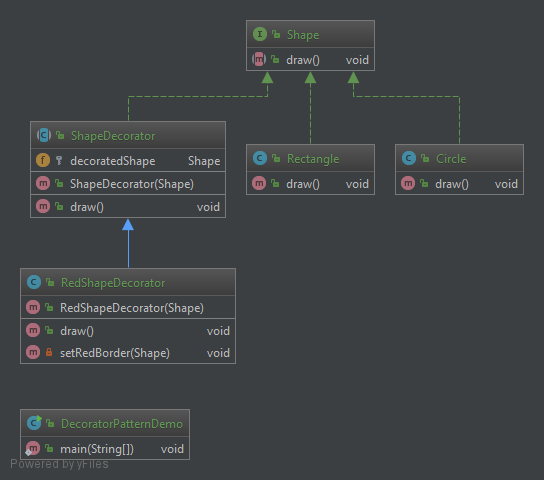 Shape
draw() void
ShapeDecorator
decoratedShape Shape
ShapeDecorator(Shape)
draw() void
Rectangle
draw() void
Circle
draw() void
RedShapeDecorator
RedShapeDecorator(Shape)
draw() void
setRedBorder(Shape) void
DecoratorPatternDemo
main(String[]) void
Powered by yFiles